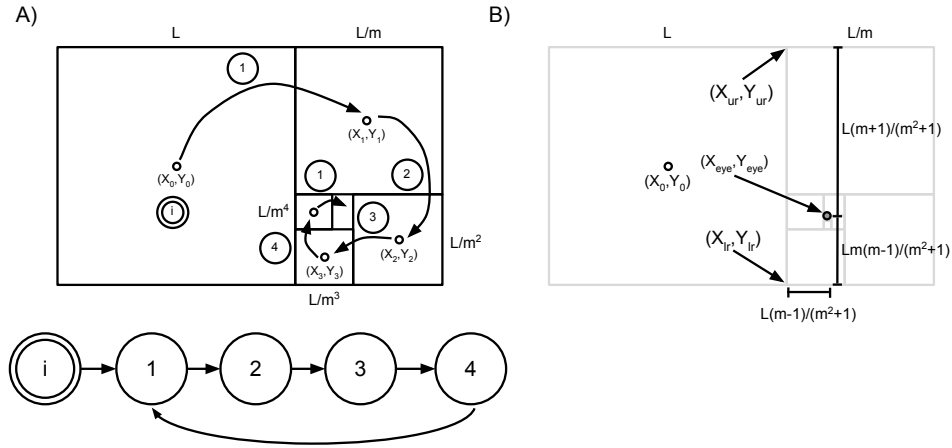 A)
L
L/m
1
(X₁,Y₁)
(X₀,Y₀)
1
2
i
L/m⁴
3
4
(X₂,Y₂)
L/m²
(X₃,Y₃)
L/m³
i
1
2
3
4
B)
L
L/m
(Xᵤᵣ,Yᵤᵣ)
L(m+1)/(m²+1)
(X₀,Y₀)
(Xₑyₑ,Yₑyₑ)
(Xₗᵣ,Yₗᵣ)
Lm(m-1)/(m²+1)
L(m-1)/(m²+1)